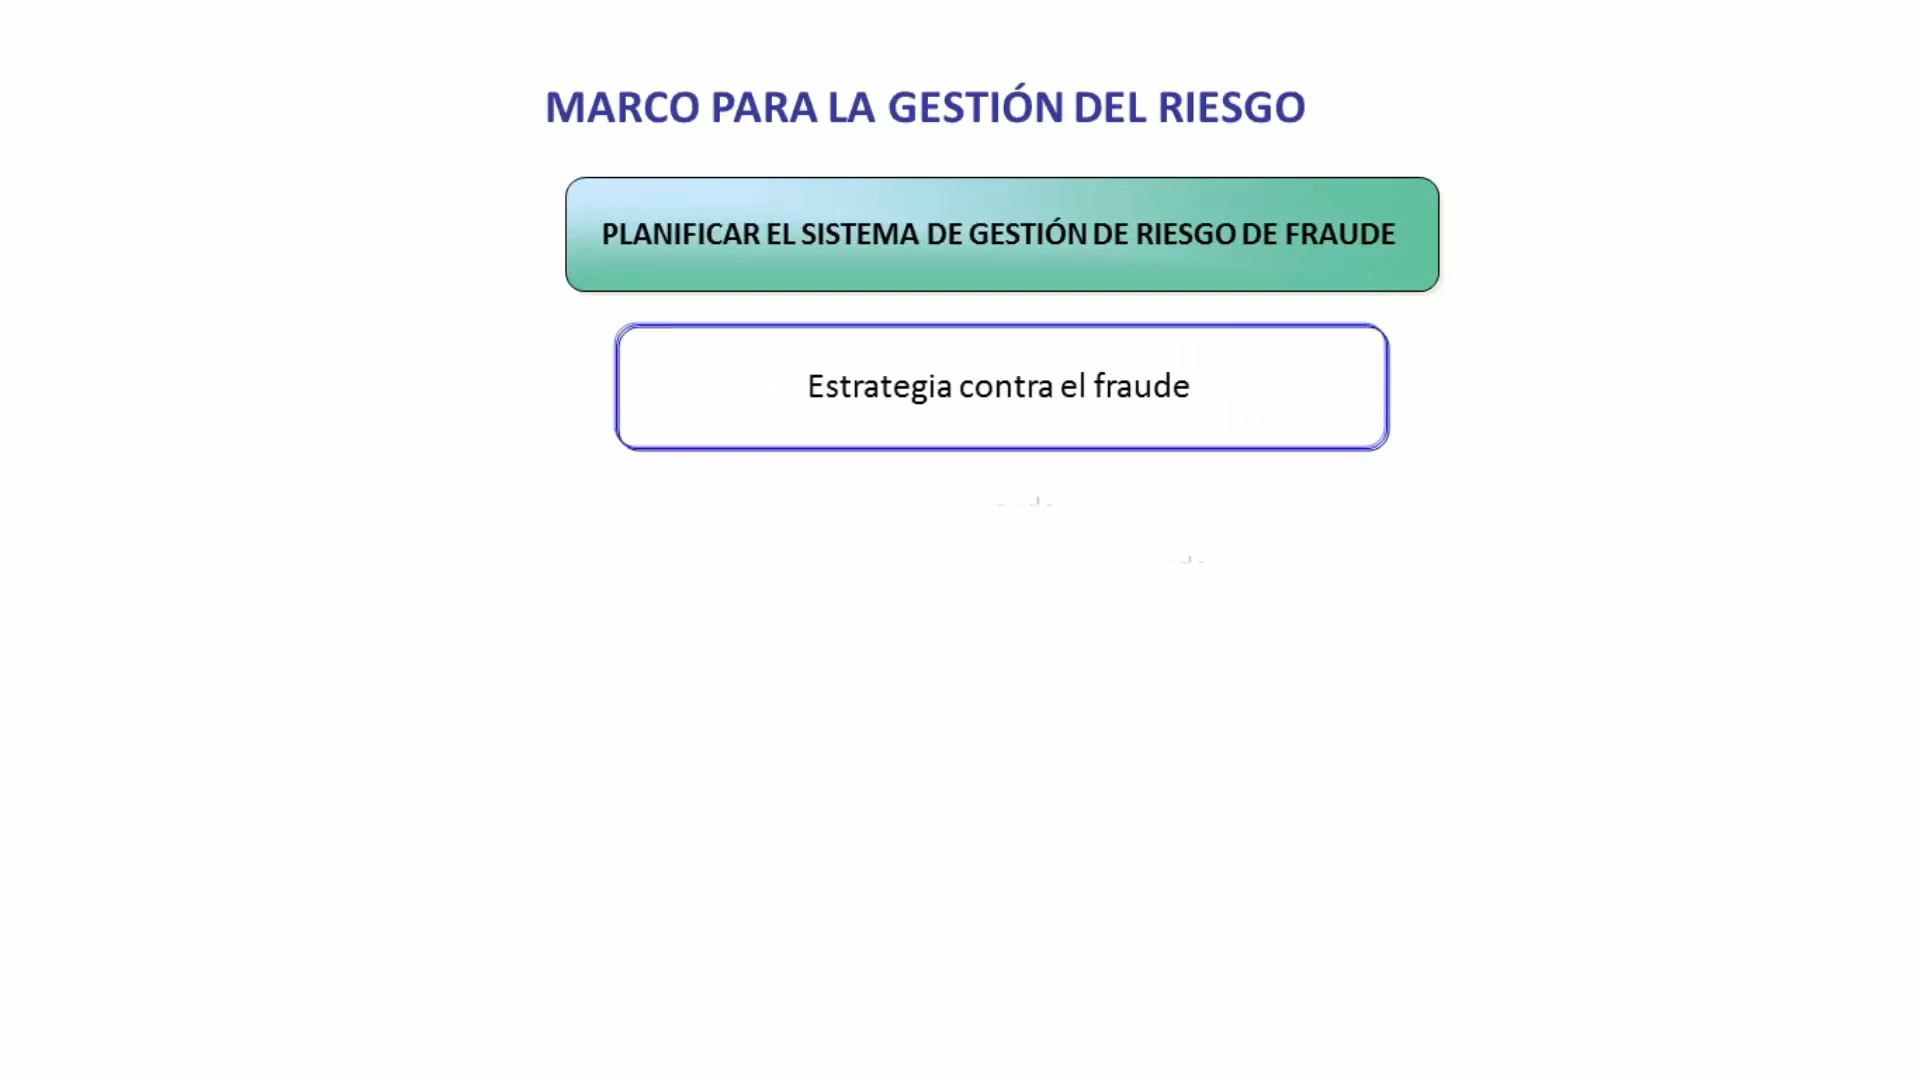 MARCO PARA LA GESTIÓN DEL RIESGO
PLANIFICAR EL SISTEMA DE GESTIÓN DE RIESGO DE FRAUDE
Estrategia contra el fraude